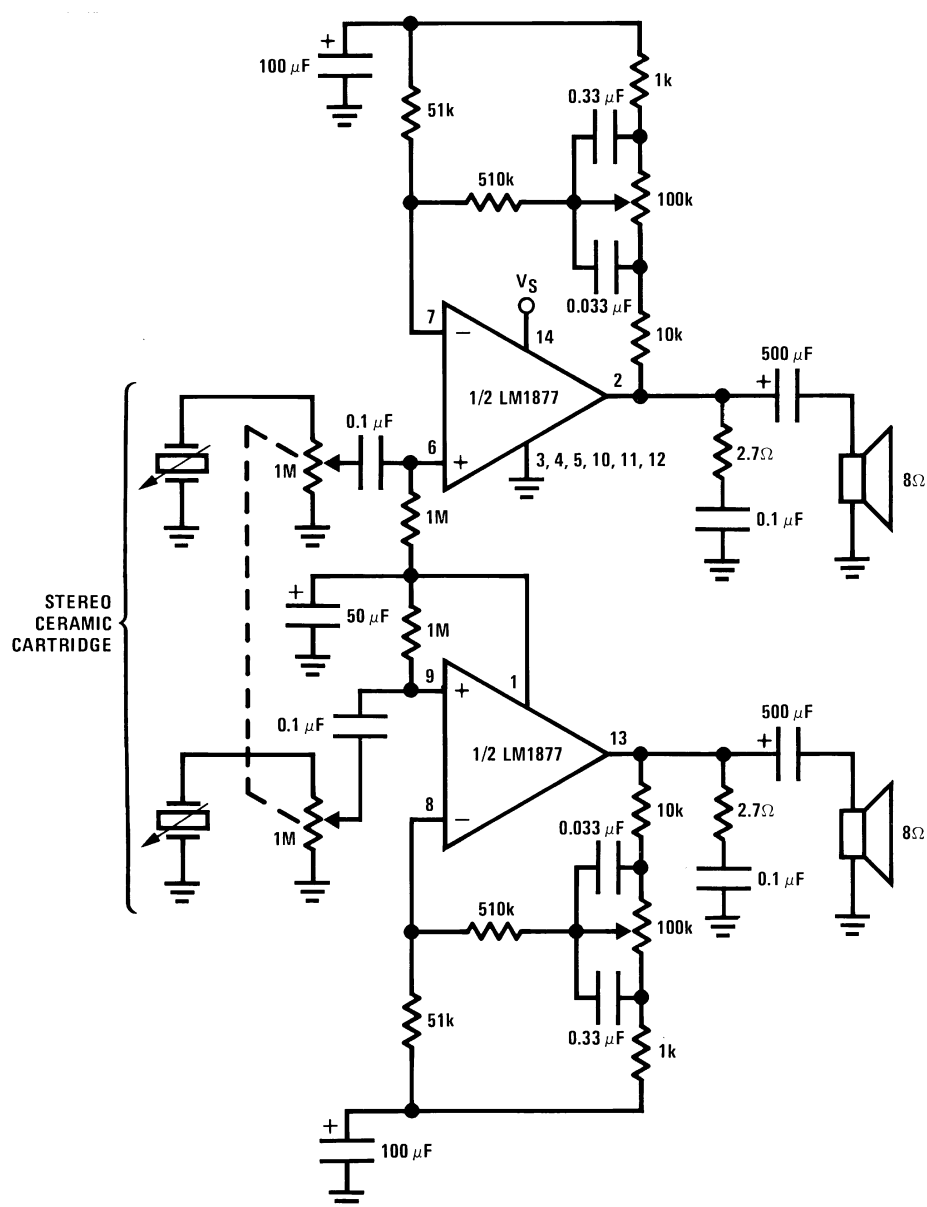 +
100 μF
1k
0.33 μF
51k
510k
100k
0.033 μF
VS
7
−
14
10k
500 μF
+
1/2 LM1877
2
0.1 μF
6
+
3, 4, 5, 10, 11, 12
2.7Ω
8Ω
1M
1M
0.1 μF
+
50 μF
1M
STEREO
CERAMIC
CARTRIDGE
9
+
1
0.1 μF
500 μF
+
1/2 LM1877
13
8
−
10k
2.7Ω
8Ω
1M
0.033 μF
0.1 μF
510k
100k
51k
0.33 μF
1k
+
100 μF